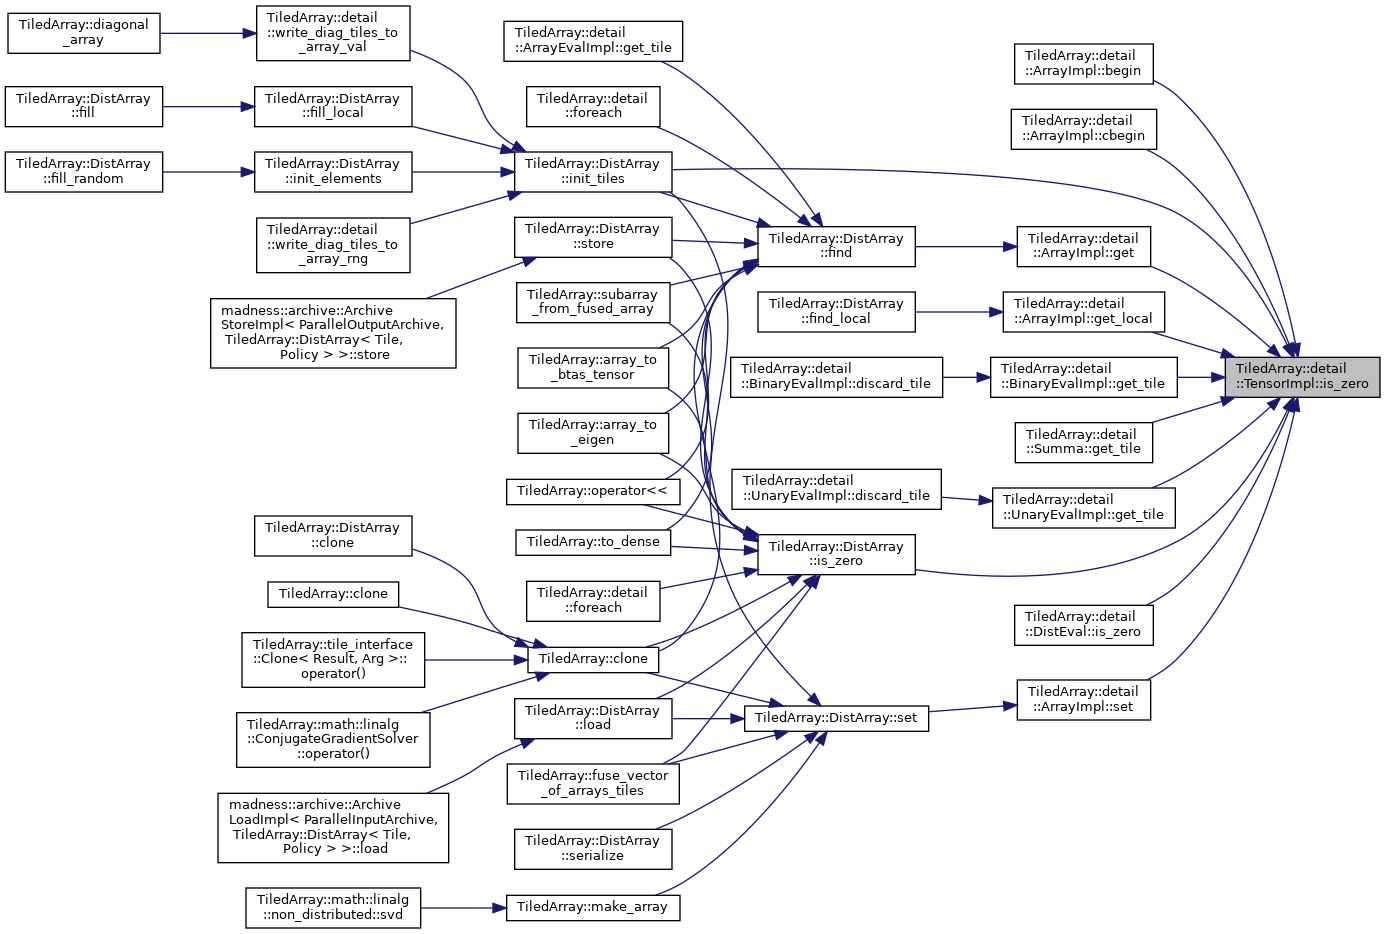 TiledArray::diagonal
_array
TiledArray::DistArray
::fill
TiledArray::DistArray
::fill_random
TiledArray::detail
::write_diag_tiles_to
_array_val
TiledArray::DistArray
::fill_local
TiledArray::DistArray
::init_elements
TiledArray::detail
::write_diag_tiles_to
_array_rng
madness::archive::Archive
StoreImpl< ParallelOutputArchive,
TiledArray::DistArray< Tile,
Policy > >::store
TiledArray::DistArray
::clone
TiledArray::clone
TiledArray::tile_interface
::Clone< Result, Arg >::
operator()
TiledArray::math::linalg
::ConjugateGradientSolver
::operator()
madness::archive::Archive
LoadImpl< ParallelInputArchive,
TiledArray::DistArray< Tile,
Policy > >::load
TiledArray::math::linalg
::non_distributed::svd
TiledArray::detail
::ArrayEvalImpl::get_tile
TiledArray::detail
::foreach
TiledArray::DistArray
::init_tiles
TiledArray::DistArray
::store
TiledArray::subarray
_from_fused_array
TiledArray::array_to
_btas_tensor
TiledArray::array_to
_eigen
TiledArray::operator<<
TiledArray::to_dense
TiledArray::detail
::foreach
TiledArray::clone
TiledArray::DistArray
::load
TiledArray::fuse_vector
_of_arrays_tiles
TiledArray::DistArray
::serialize
TiledArray::make_array
TiledArray::DistArray
::find
TiledArray::DistArray
::find_local
TiledArray::detail
::BinaryEvalImpl::discard_tile
TiledArray::detail
::UnaryEvalImpl::discard_tile
TiledArray::DistArray
::is_zero
TiledArray::DistArray::set
TiledArray::detail
::ArrayImpl::begin
TiledArray::detail
::ArrayImpl::cbegin
TiledArray::detail
::ArrayImpl::get
TiledArray::detail
::ArrayImpl::get_local
TiledArray::detail
::BinaryEvalImpl::get_tile
TiledArray::detail
::Summa::get_tile
TiledArray::detail
::UnaryEvalImpl::get_tile
TiledArray::detail
::DistEval::is_zero
TiledArray::detail
::ArrayImpl::set
TiledArray::detail
::TensorImpl::is_zero